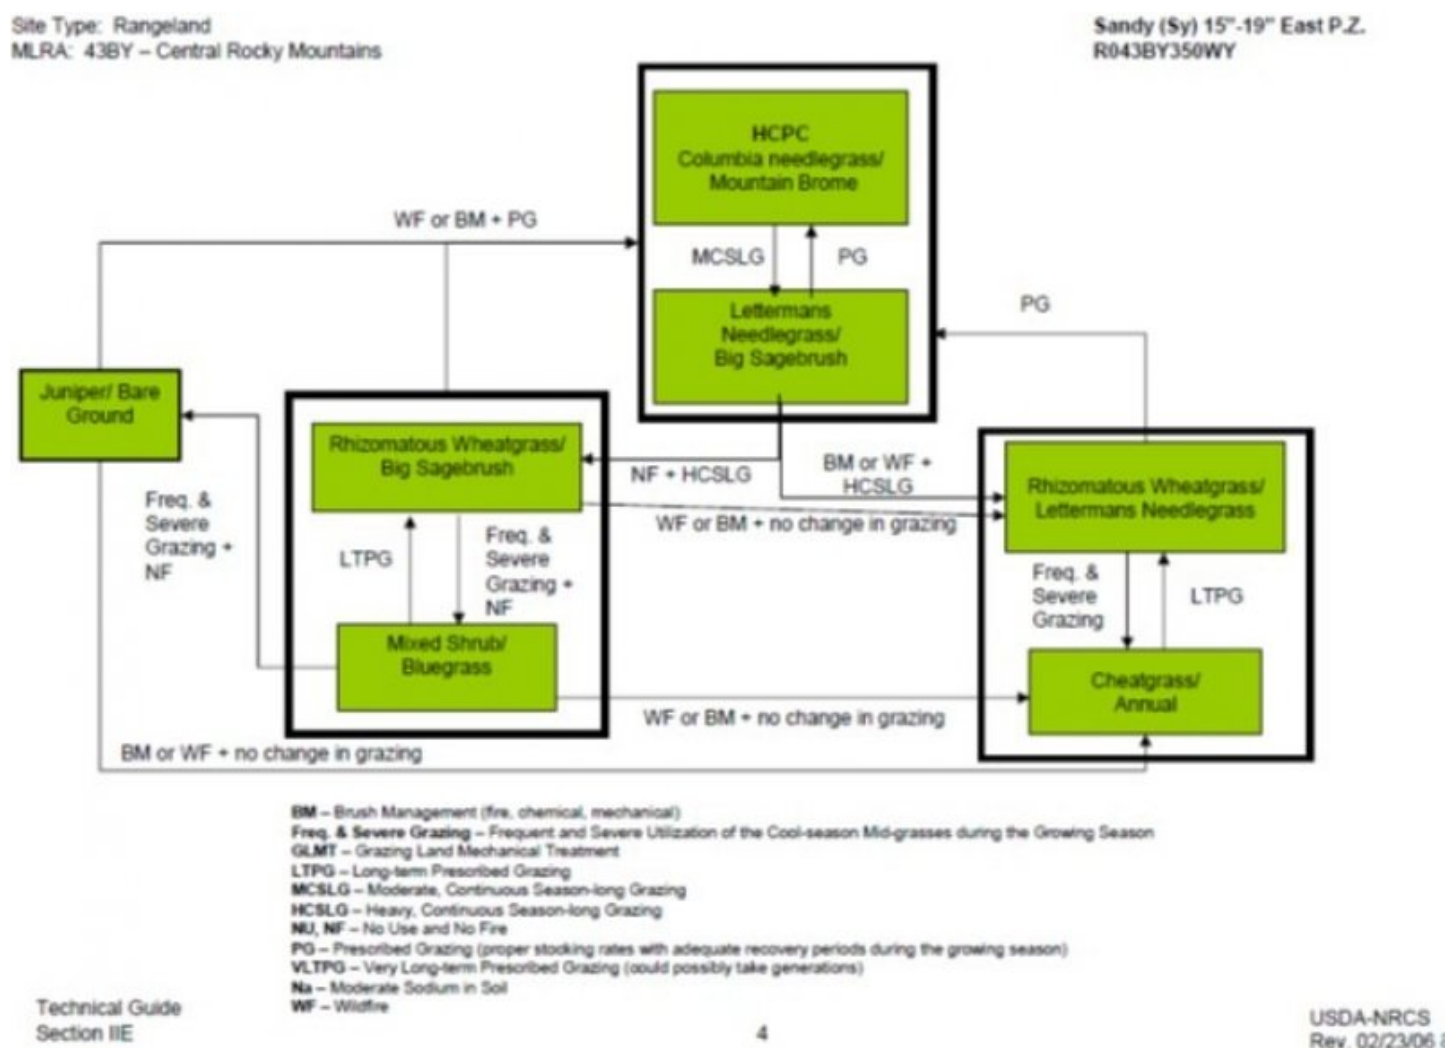 Site Type: Rangeland
MLRA: 43BY – Central Rocky Mountains
Sandy (Sy) 15"-19" East P.Z.
R043BY350WY
HCPC
Columbia needlegrass/
Mountain Brome
WF or BM + PG
MCSLG
PG
Lettermans
Needlegrass/
Big Sagebrush
PG
Juniper/ Bare
Ground
Rhizomatous Wheatgrass/
Big Sagebrush
NF + HCSLG
BM or WF +
HCSLG
Rhizomatous Wheatgrass/
Lettermans Needlegrass
WF or BM + no change in grazing
Freq. &
Severe
Grazing +
NF
LTPG
Freq. &
Severe
Grazing +
NF
Freq. &
Severe
Grazing
LTPG
Mixed Shrub/
Bluegrass
Cheatgrass/
Annual
WF or BM + no change in grazing
BM or WF + no change in grazing
BM – Brush Management (fire, chemical, mechanical)
Freq. & Severe Grazing – Frequent and Severe Utilization of the Cool-season Mid-grasses during the Growing Season
GLMT – Grazing Land Mechanical Treatment
LTPG – Long-term Prescribed Grazing
MCSLG – Moderate, Continuous Season-long Grazing
HCSLG – Heavy, Continuous Season-long Grazing
NU, NF – No Use and No Fire
PG – Prescribed Grazing (proper stocking rates with adequate recovery periods during the growing season)
VLTPG – Very Long-term Prescribed Grazing (could possibly take generations)
Na – Moderate Sodium in Soil
WF – Wildfire
Technical Guide
Section IIE
4
USDA-NRCS
Rev. 02/23/06